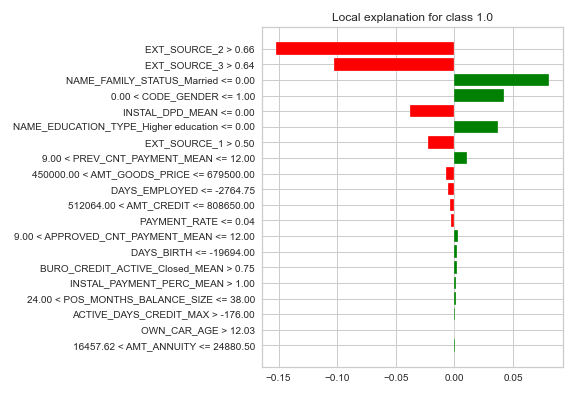 Local explanation for class 1.0
EXT_SOURCE_2 > 0.66
EXT_SOURCE_3 > 0.64
NAME_FAMILY_STATUS_Married <= 0.00
0.00 < CODE_GENDER <= 1.00
INSTAL_DPD_MEAN <= 0.00
NAME_EDUCATION_TYPE_Higher education <= 0.00
EXT_SOURCE_1 > 0.50
9.00 < PREV_CNT_PAYMENT_MEAN <= 12.00
450000.00 < AMT_GOODS_PRICE <= 679500.00
DAYS_EMPLOYED <= -2764.75
512064.00 < AMT_CREDIT <= 808650.00
PAYMENT_RATE <= 0.04
9.00 < APPROVED_CNT_PAYMENT_MEAN <= 12.00
DAYS_BIRTH <= -19694.00
BURO_CREDIT_ACTIVE_Closed_MEAN > 0.75
INSTAL_PAYMENT_PERC_MEAN > 1.00
24.00 < POS_MONTHS_BALANCE_SIZE <= 38.00
ACTIVE_DAYS_CREDIT_MAX > -176.00
OWN_CAR_AGE > 12.03
16457.62 < AMT_ANNUITY <= 24880.50
−0.15 −0.10 −0.05 0.00 0.05